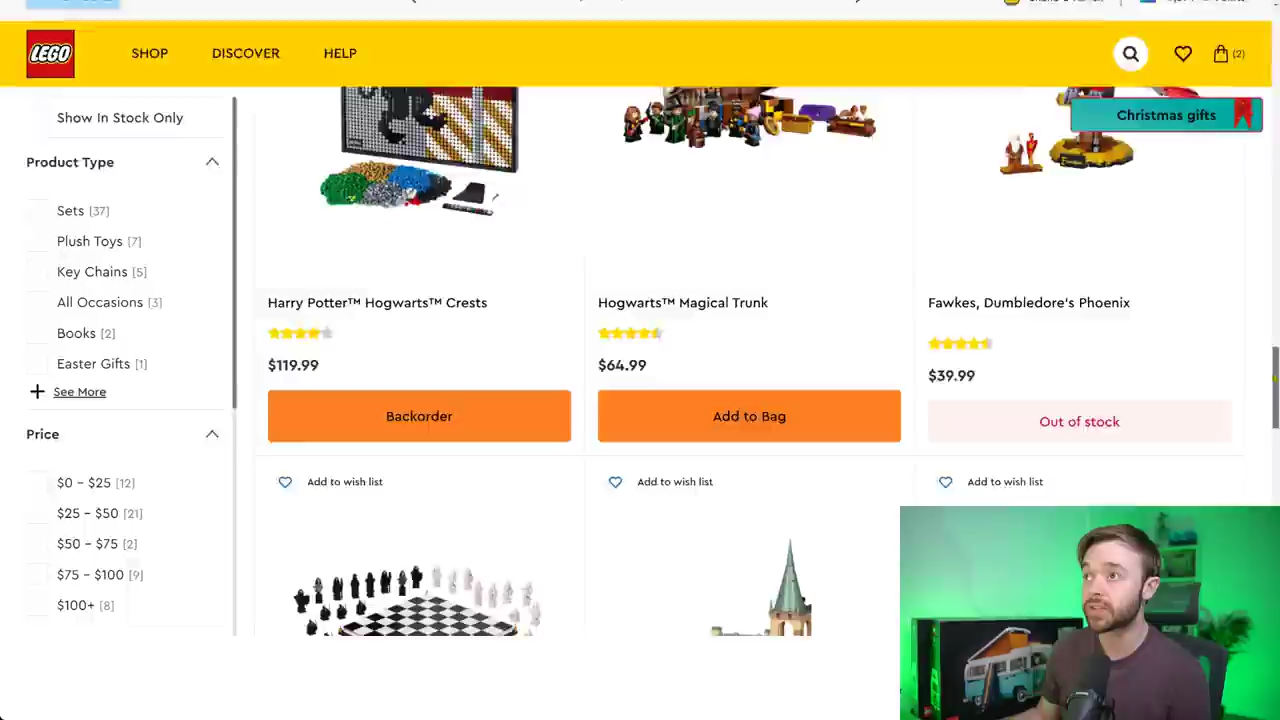 LEGO
SHOP
DISCOVER
HELP
(2)
Christmas gifts
Show In Stock Only
Product Type
Sets [37]
Plush Toys [7]
Key Chains [5]
All Occasions [3]
Books [2]
Easter Gifts [1]
See More
Price
$0 – $25 [12]
$25 – $50 [21]
$50 – $75 [2]
$75 – $100 [9]
$100+ [8]
Harry Potter™ Hogwarts™ Crests
$119.99
Backorder
Add to wish list
Hogwarts™ Magical Trunk
$64.99
Add to Bag
Add to wish list
Fawkes, Dumbledore's Phoenix
$39.99
Out of stock
Add to wish list